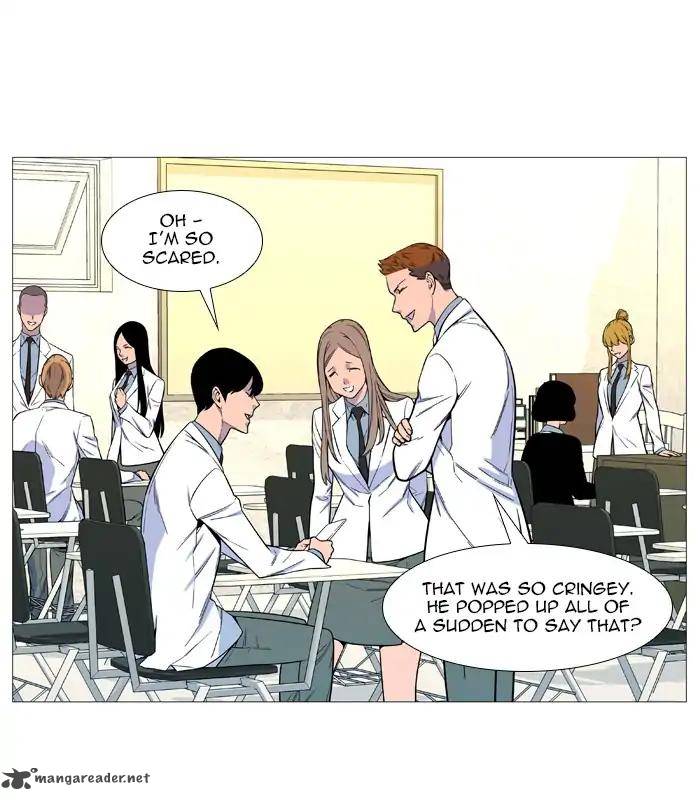 OH -
I'M SO
SCARED.
THAT WAS SO CRINGEY.
HE POPPED UP ALL OF
A SUDDEN TO SAY THAT?
mangareader.net